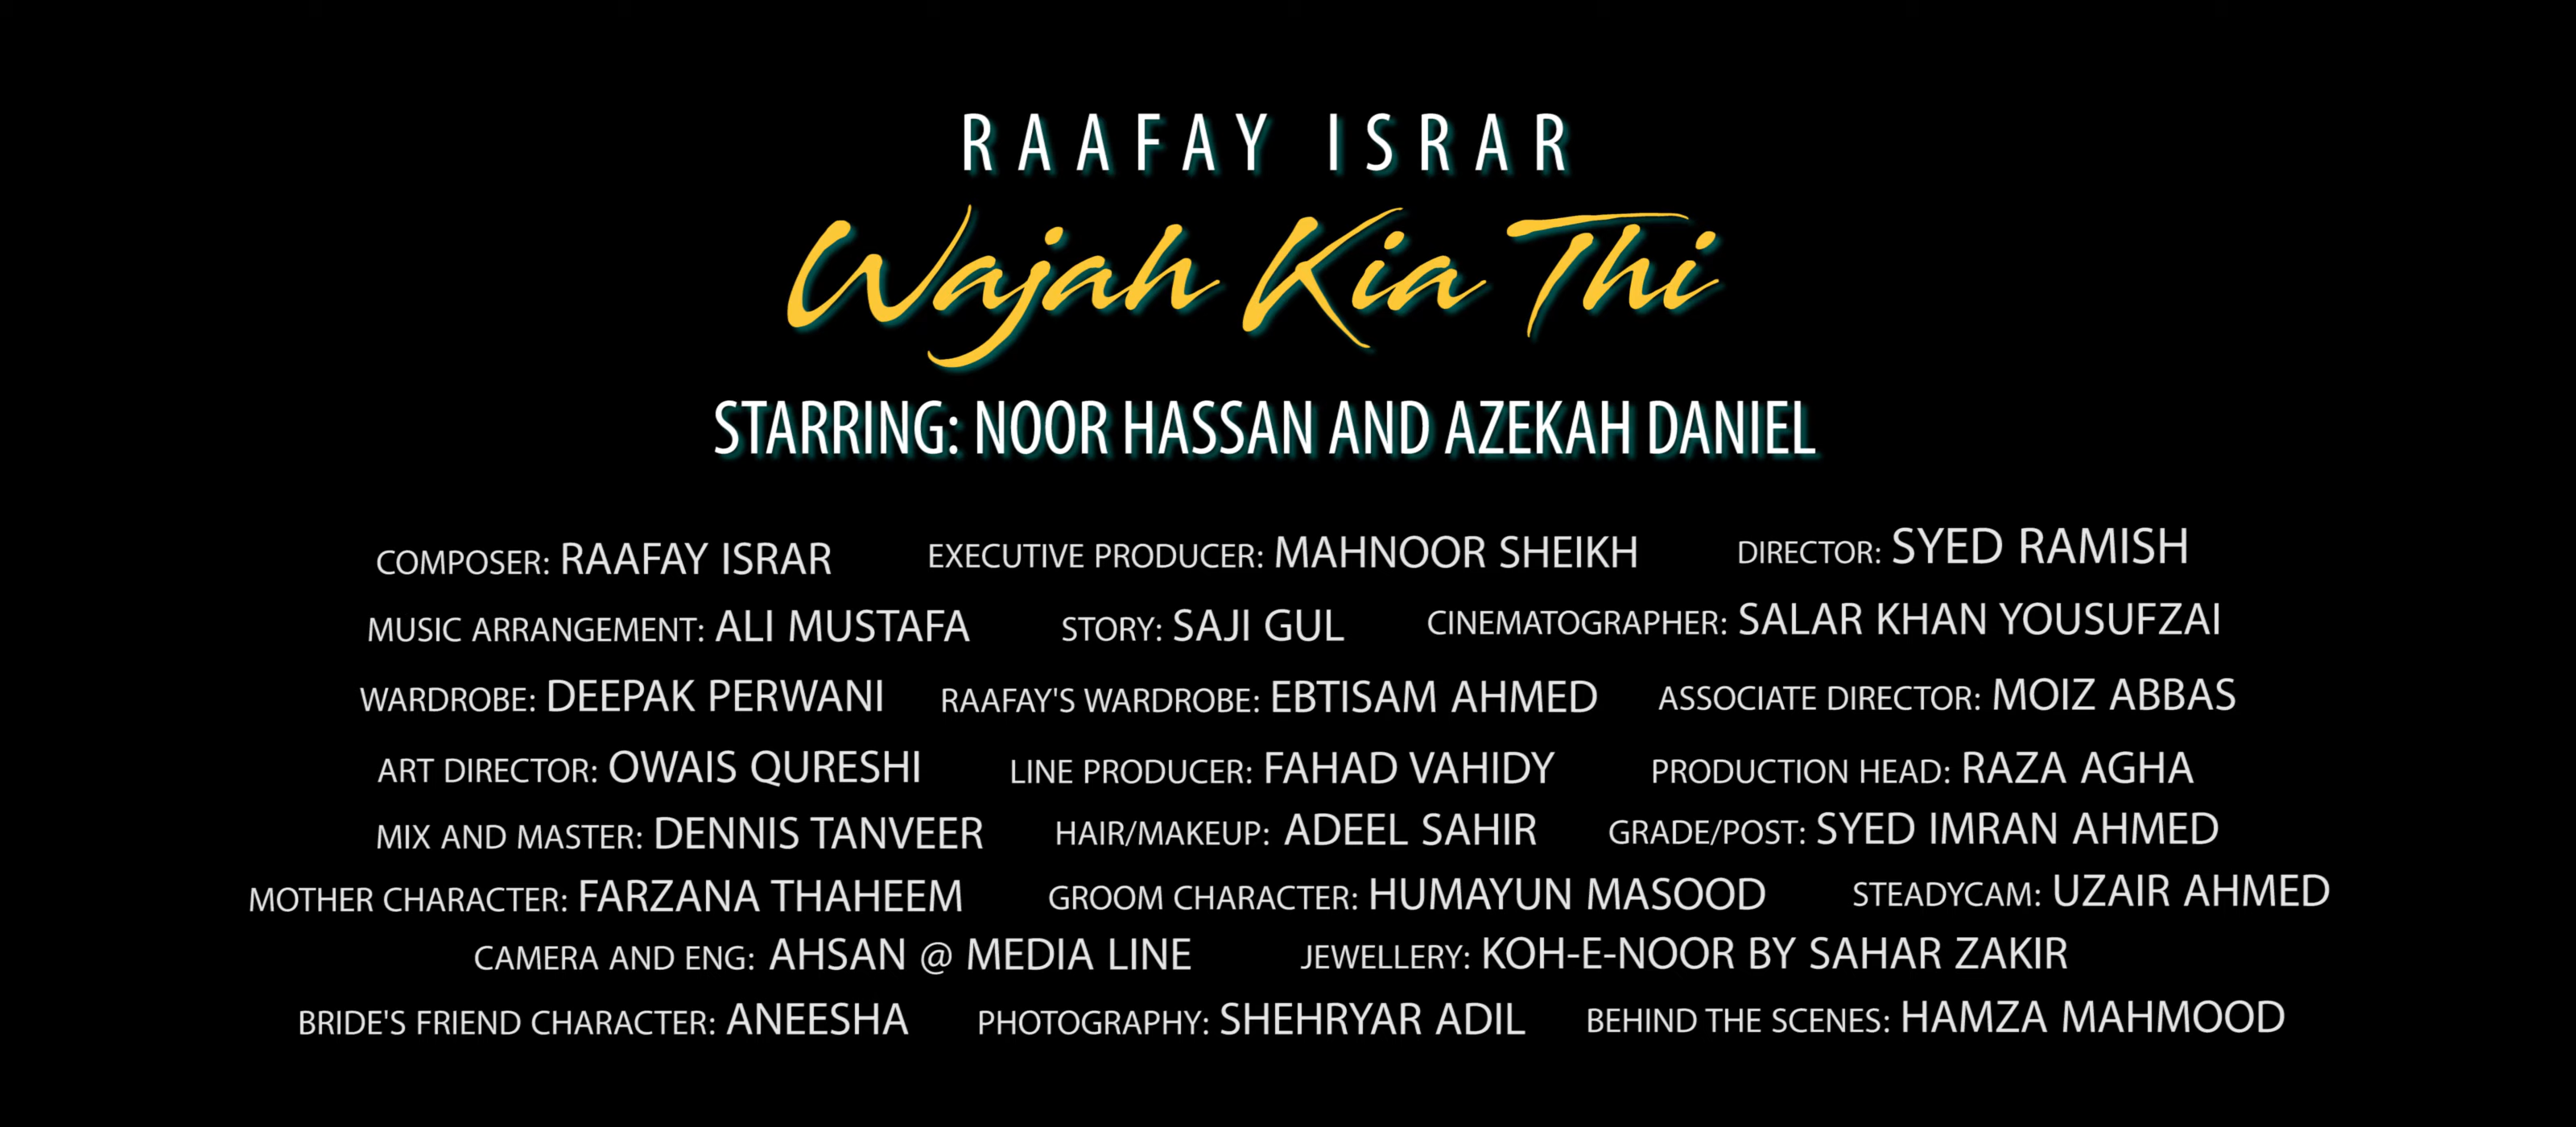 RAAFAY ISRAR
Wajah Kia Thi
STARRING: NOOR HASSAN AND AZEKAH DANIEL
COMPOSER: RAAFAY ISRAR EXECUTIVE PRODUCER: MAHNOOR SHEIKH DIRECTOR: SYED RAMISH
MUSIC ARRANGEMENT: ALI MUSTAFA STORY: SAJI GUL CINEMATOGRAPHER: SALAR KHAN YOUSUFZAI
WARDROBE: DEEPAK PERWANI RAAFAY'S WARDROBE: EBTISAM AHMED ASSOCIATE DIRECTOR: MOIZ ABBAS
ART DIRECTOR: OWAIS QURESHI LINE PRODUCER: FAHAD VAHIDY PRODUCTION HEAD: RAZA AGHA
MIX AND MASTER: DENNIS TANVEER HAIR/MAKEUP: ADEEL SAHIR GRADE/POST: SYED IMRAN AHMED
MOTHER CHARACTER: FARZANA THAHEEM GROOM CHARACTER: HUMAYUN MASOOD STEADYCAM: UZAIR AHMED
CAMERA AND ENG: AHSAN @ MEDIA LINE JEWELLERY: KOH-E-NOOR BY SAHAR ZAKIR
BRIDE'S FRIEND CHARACTER: ANEESHA PHOTOGRAPHY: SHEHRYAR ADIL BEHIND THE SCENES: HAMZA MAHMOOD